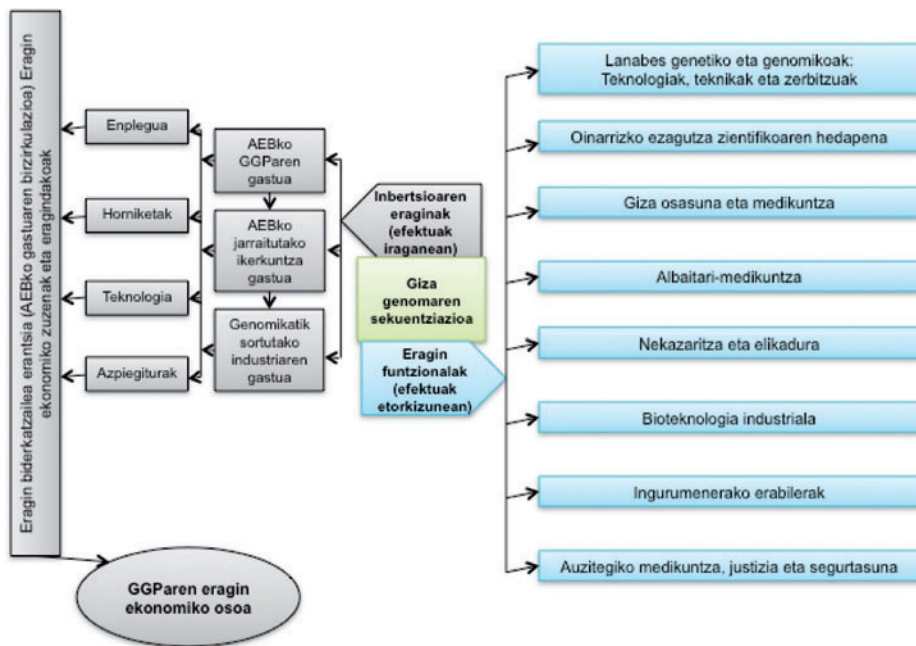 Eragin biderkatzailea erantsia (AEBko gastuaren birzirkulazioa) Eragin
ekonomiko zuzenak eta eragindakoak
Enplegua
Horniketak
Teknologia
Azpiegiturak
AEBko
GGParen
gastua
AEBko
jarraitutako
ikerkuntza
gastua
Genomikatik
sortutako
industriaren
gastua
Inbertsioaren
eraginak
(efektuak
iraganean)
Giza
genomaren
sekuentziazioa
Eragin
funtzionalak
(efektuak
etorkizunean)
Lanabes genetiko eta genomikoak:
Teknologiak, teknikak eta zerbitzuak
Oinarrizko ezagutza zientifikoaren hedapena
Giza osasuna eta medikuntza
Albaitari-medikuntza
Nekazaritza eta elikadura
Bioteknologia industriala
Ingurumenerako erabilerak
Auzitegiko medikuntza, justizia eta segurtasuna
GGParen eragin
ekonomiko osoa